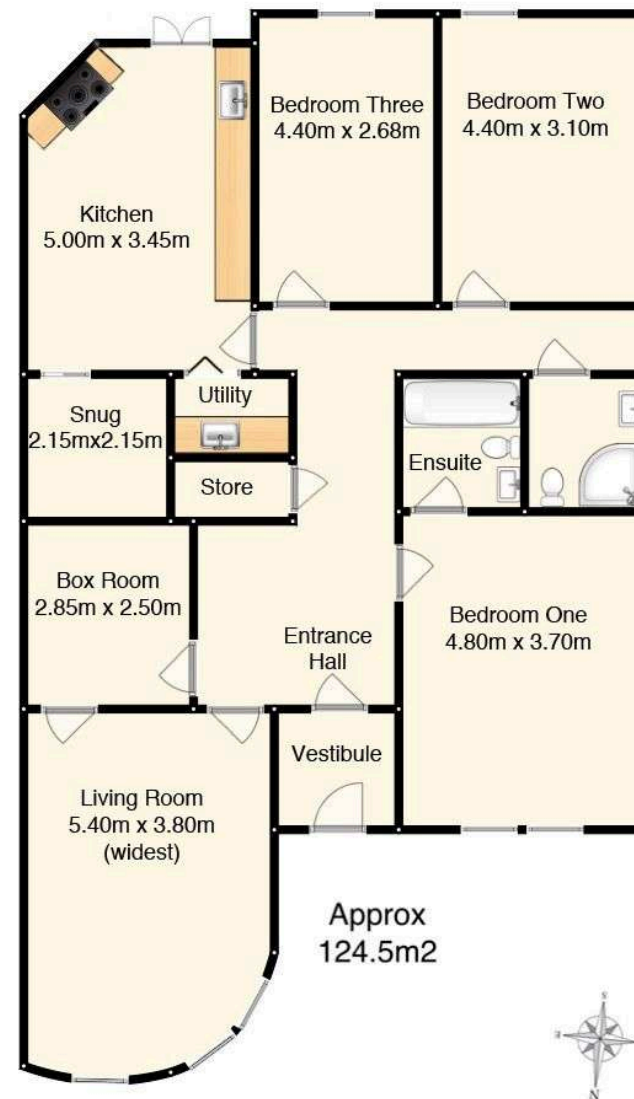 Bedroom Three
4.40m x 2.68m
Bedroom Two
4.40m x 3.10m
Kitchen
5.00m x 3.45m
Utility
Snug
2.15mx2.15m
Store
Ensuite
Box Room
2.85m x 2.50m
Entrance
Hall
Bedroom One
4.80m x 3.70m
Vestibule
Living Room
5.40m x 3.80m
(widest)
Approx
124.5m2
S
E
N